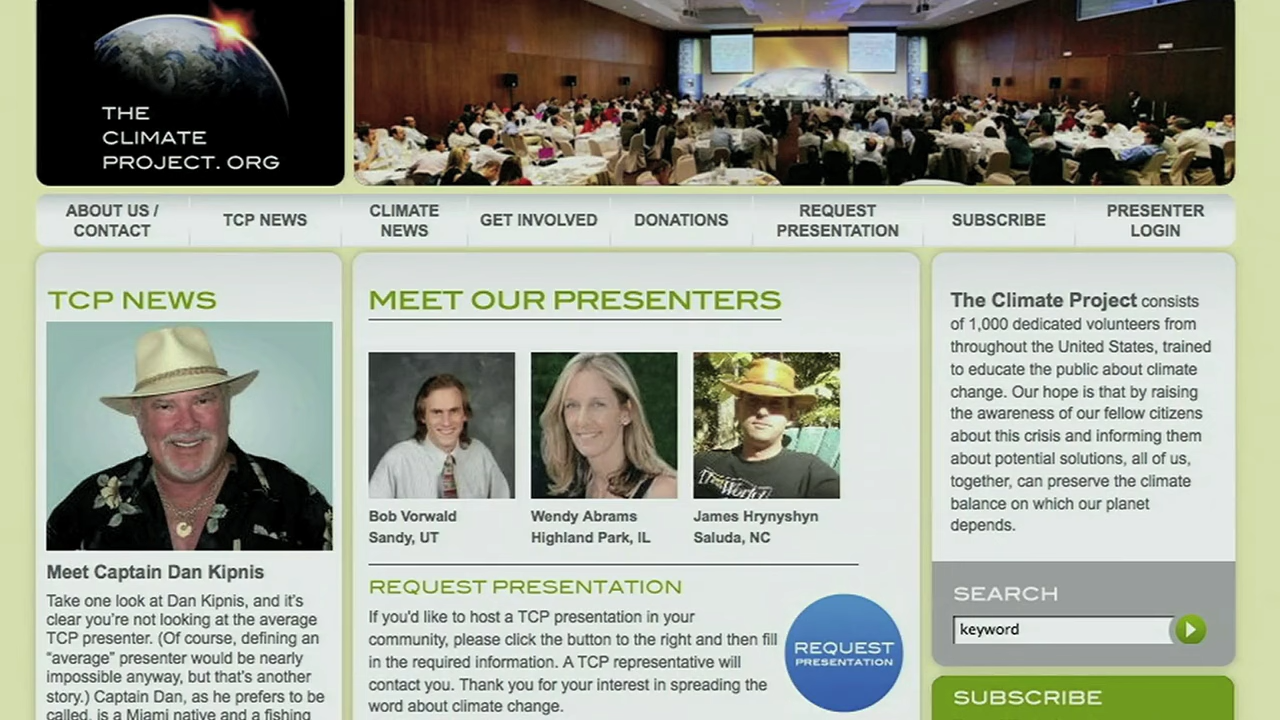 THE
CLIMATE
PROJECT.ORG
ABOUT US /
CONTACT
TCP NEWS
CLIMATE
NEWS
GET INVOLVED
DONATIONS
REQUEST
PRESENTATION
SUBSCRIBE
PRESENTER
LOGIN
TCP NEWS
Meet Captain Dan Kipnis
Take one look at Dan Kipnis, and it's
clear you're not looking at the average
TCP presenter. (Of course, defining an
"average" presenter would be nearly
impossible anyway, but that's another
story.) Captain Dan, as he prefers to be
called, is a Miami native and a fishing
MEET OUR PRESENTERS
Bob Vorwald
Sandy, UT
Wendy Abrams
Highland Park, IL
James Hrynyshyn
Saluda, NC
REQUEST PRESENTATION
If you'd like to host a TCP presentation in your
community, please click the button to the right and then fill
in the required information. A TCP representative will
contact you. Thank you for your interest in spreading the
word about climate change.
REQUEST
PRESENTATION
The Climate Project consists
of 1,000 dedicated volunteers from
throughout the United States, trained
to educate the public about climate
change. Our hope is that by raising
the awareness of our fellow citizens
about this crisis and informing them
about potential solutions, all of us,
together, can preserve the climate
balance on which our planet
depends.
SEARCH
keyword
SUBSCRIBE